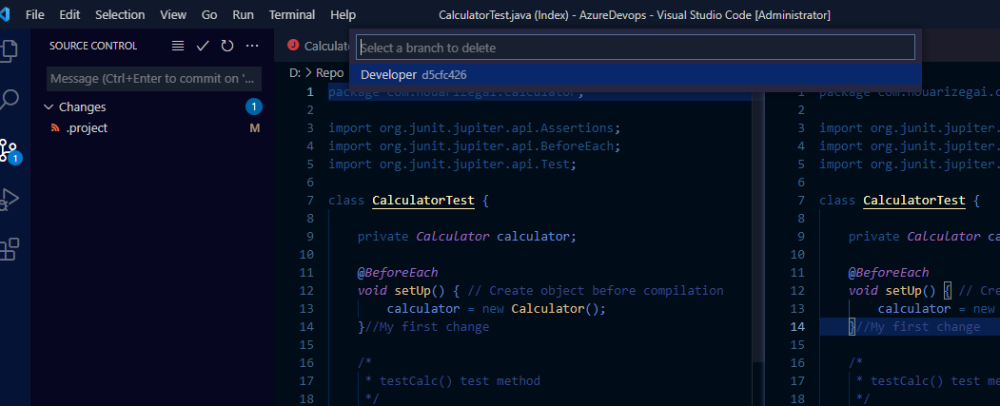 File Edit Selection View Go Run Terminal Help CalculatorTest.java (Index) - AzureDevops - Visual Studio Code [Administrator]
SOURCE CONTROL
Select a branch to delete
Developer d5cfc426
Message (Ctrl+Enter to commit on '...
Changes 1
.project M
1
D: > Repo
1 package com.houarizegai.calculator;
2
3 import org.junit.jupiter.api.Assertions;
4 import org.junit.jupiter.api.BeforeEach;
5 import org.junit.jupiter.api.Test;
6
7 class CalculatorTest {
8
9 private Calculator calculator;
10
11 @BeforeEach
12 void setUp() { // Create object before compilation
13 calculator = new Calculator();
14 }//My first change
15
16 /*
17 * testCalc() test method
18 */
1 package com.houarizegai.
2
3 import org.junit.jupiter.
4 import org.junit.jupiter.
5 import org.junit.jupiter.
6
7 class CalculatorTest {
8
9 private Calculator ca
10
11 @BeforeEach
12 void setUp() { // Cre
13 calculator = new
14 }//My first change
15
16 /*
17 * testCalc() test me
18 */